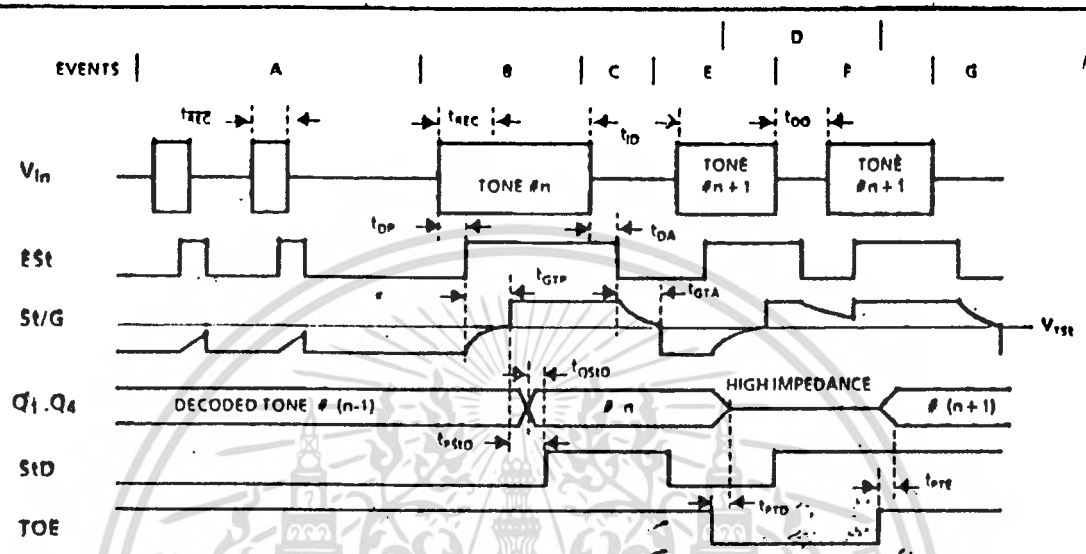 D
EVENTS A B C E F G
tREC tREC tID tDO
Vin
TONE #n
TONE #n+1
TONE #n+1
tDP tDA
ESt
tGTP tGTA
St/G
VTSt
tQStD
HIGH IMPEDANCE
Q1.Q4
DECODED TONE # (n-1)
# n
# (n+1)
tPStD
StD
tPTE
tPTD
TOE